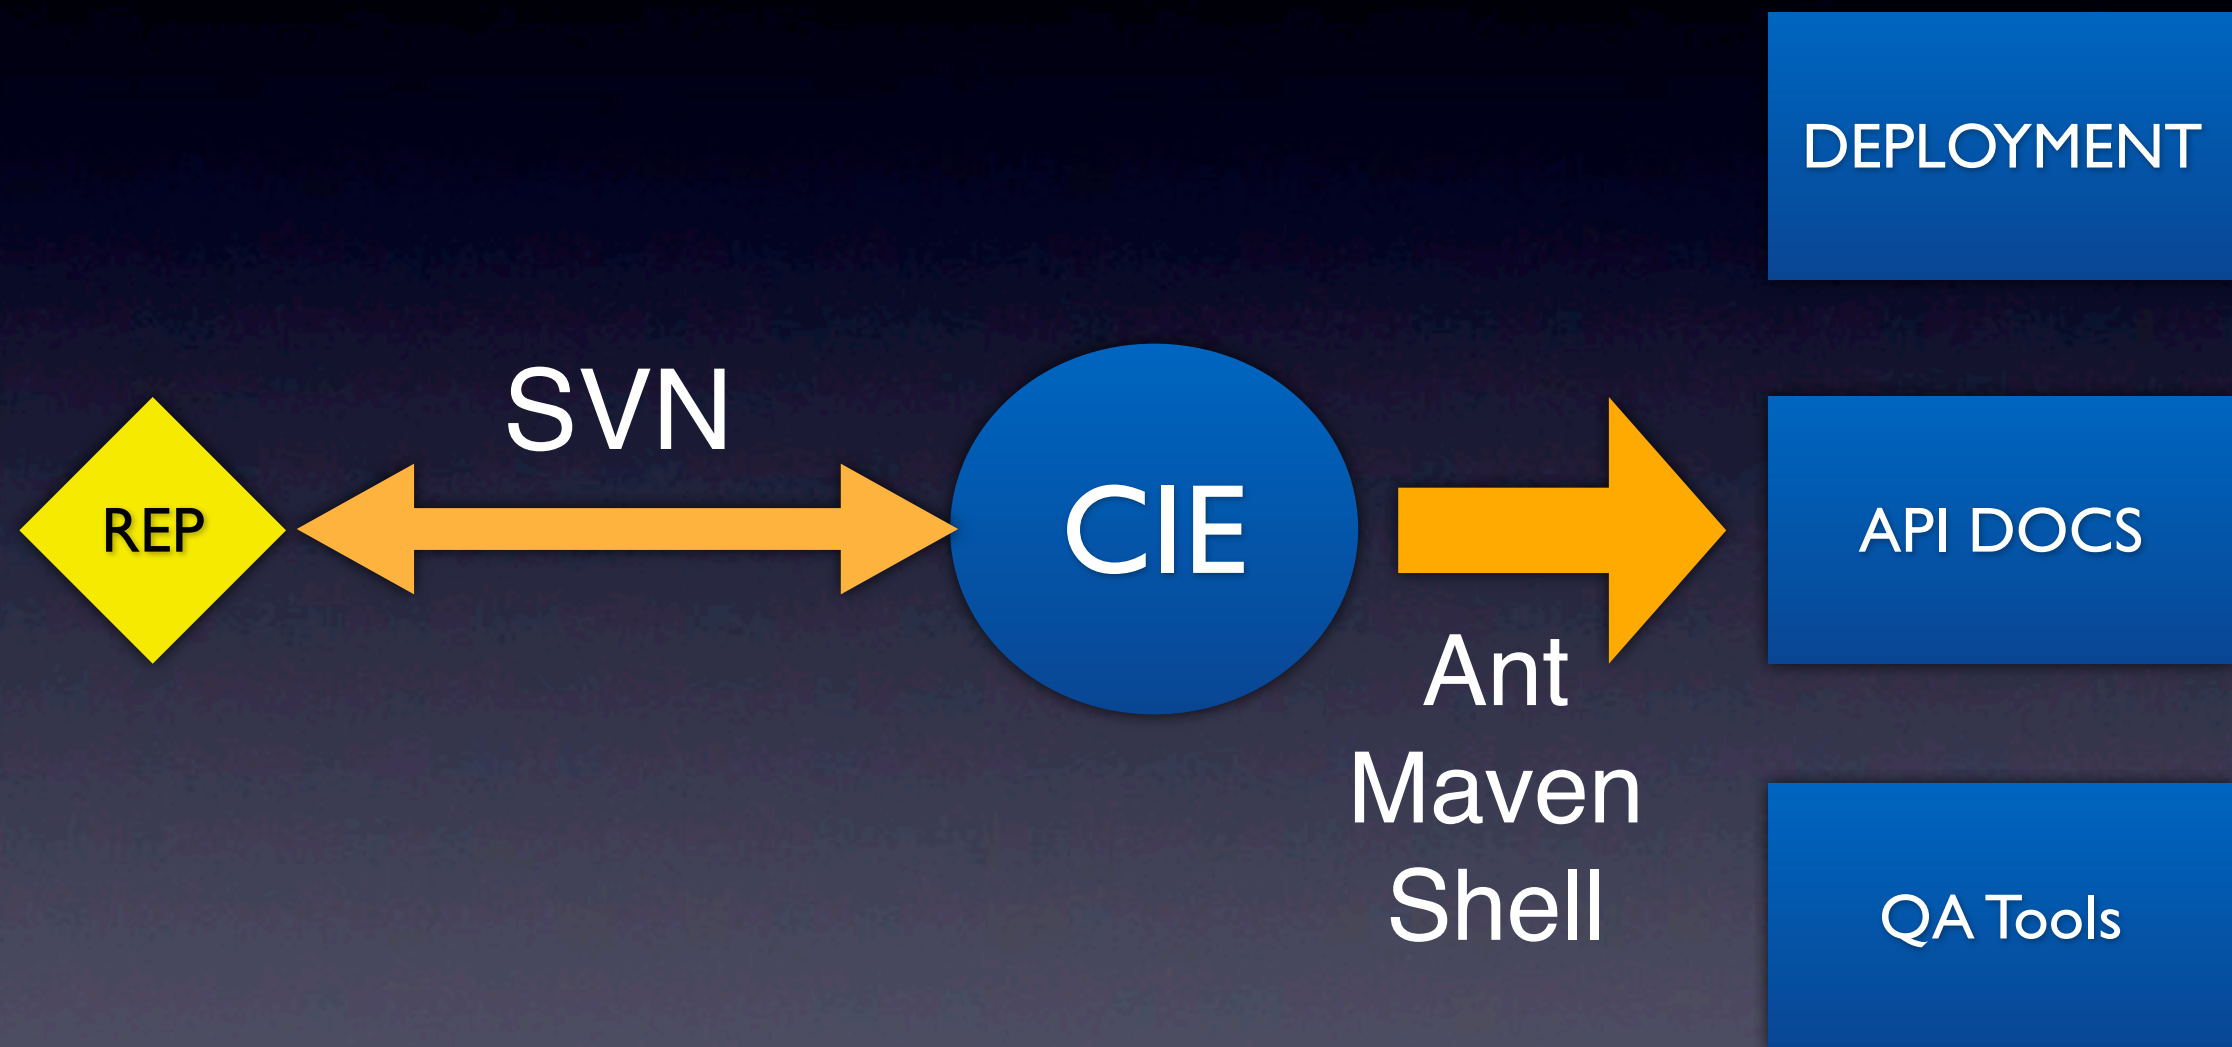 DEPLOYMENT
SVN
REP
CIE
API DOCS
Ant
Maven
Shell
QA Tools